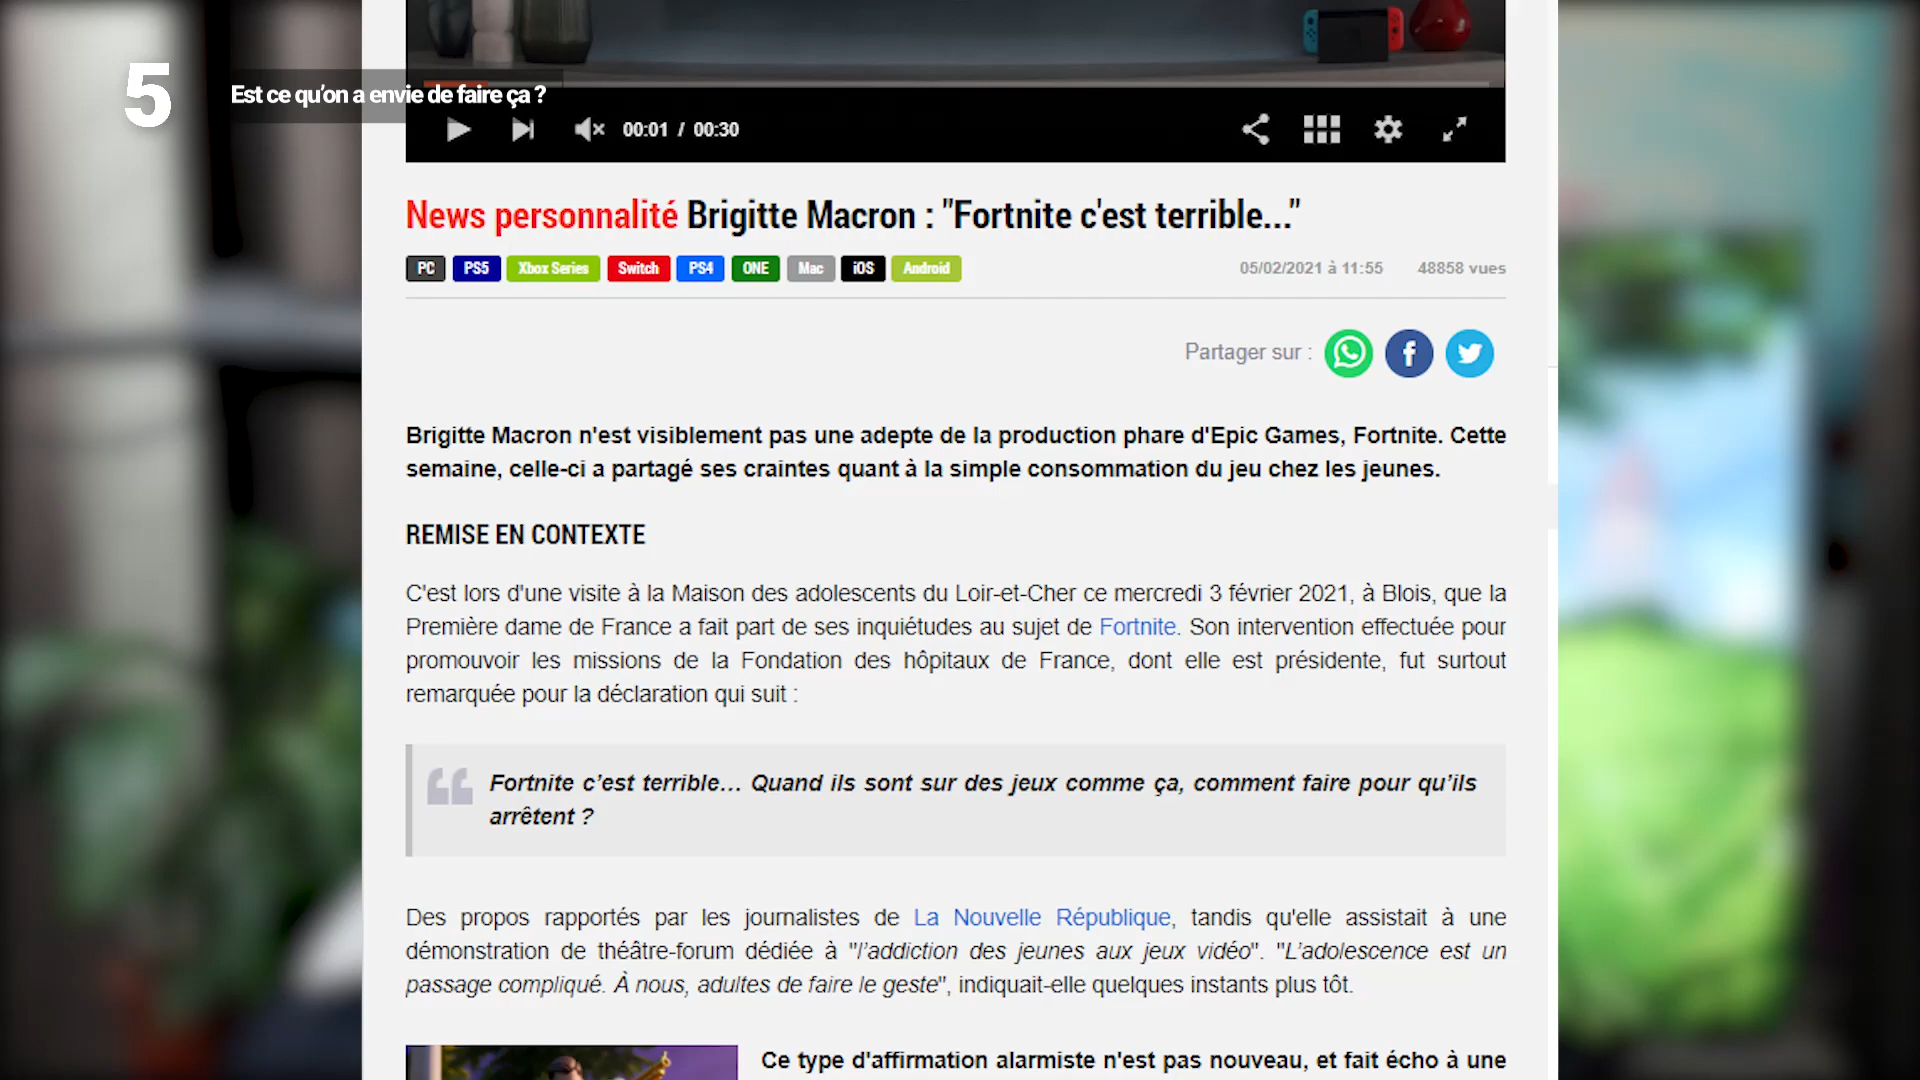 5
Est ce qu'on a envie de faire ça ?
00:01 / 00:30
News personnalité Brigitte Macron : "Fortnite c'est terrible..."
PC PS5 Xbox Series Switch PS4 ONE Mac iOS Android 05/02/2021 à 11:55 48858 vues
Partager sur :
Brigitte Macron n'est visiblement pas une adepte de la production phare d'Epic Games, Fortnite. Cette
semaine, celle-ci a partagé ses craintes quant à la simple consommation du jeu chez les jeunes.
REMISE EN CONTEXTE
C'est lors d'une visite à la Maison des adolescents du Loir-et-Cher ce mercredi 3 février 2021, à Blois, que la
Première dame de France a fait part de ses inquiétudes au sujet de Fortnite. Son intervention effectuée pour
promouvoir les missions de la Fondation des hôpitaux de France, dont elle est présidente, fut surtout
remarquée pour la déclaration qui suit :
Fortnite c’est terrible… Quand ils sont sur des jeux comme ça, comment faire pour qu’ils
arrêtent ?
Des propos rapportés par les journalistes de La Nouvelle République, tandis qu'elle assistait à une
démonstration de théâtre-forum dédiée à "l’addiction des jeunes aux jeux vidéo". "L’adolescence est un
passage compliqué. À nous, adultes de faire le geste", indiquait-elle quelques instants plus tôt.
Ce type d'affirmation alarmiste n'est pas nouveau, et fait écho à une